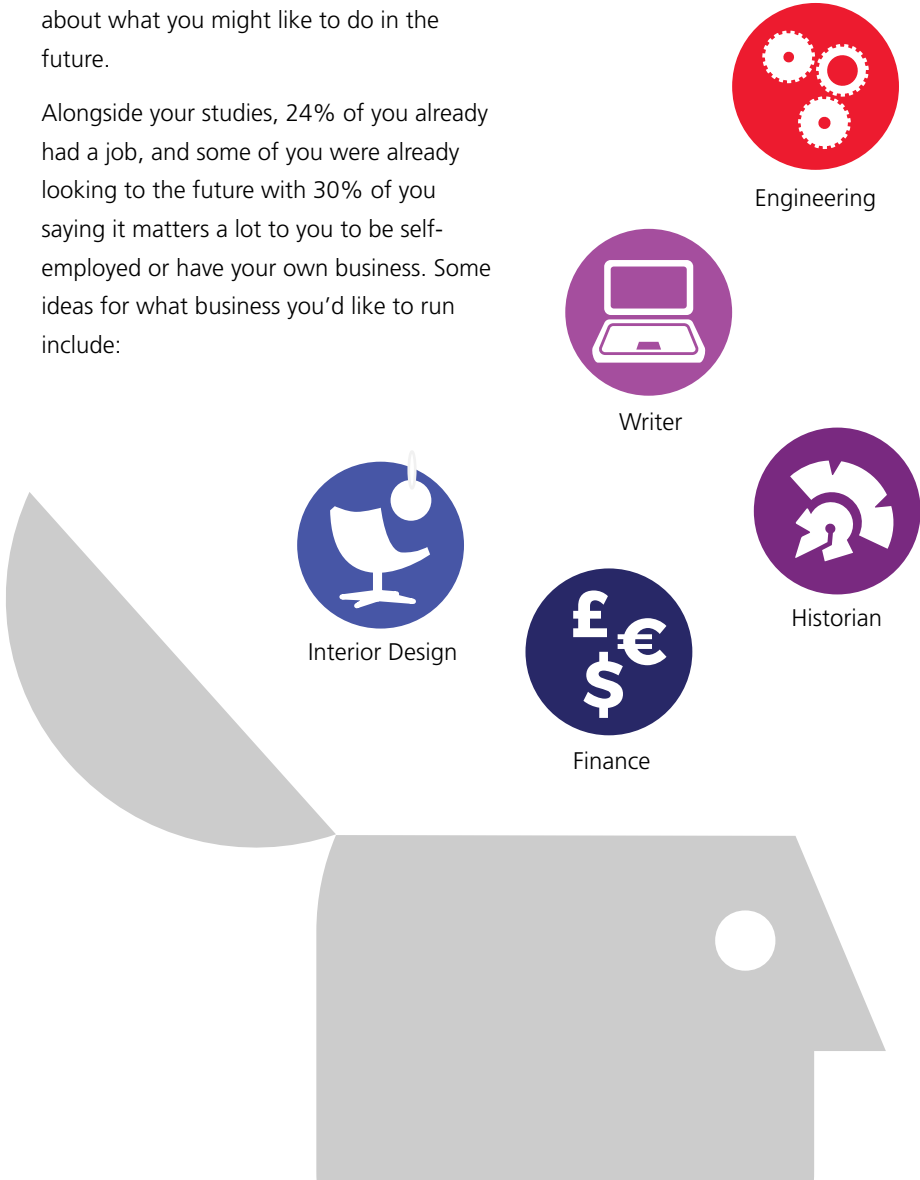 about what you might like to do in the
future.
Alongside your studies, 24% of you already
had a job, and some of you were already
looking to the future with 30% of you
saying it matters a lot to you to be self-
employed or have your own business. Some
ideas for what business you’d like to run
include:
Engineering
Writer
Historian
Interior Design
£
€
$
Finance